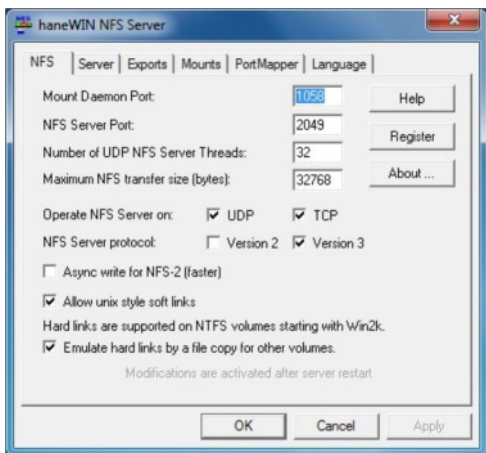 haneWIN NFS Server
NFS Server Exports Mounts PortMapper Language
Mount Daemon Port: 1058 Help
NFS Server Port: 2049 Register
Number of UDP NFS Server Threads: 32
Maximum NFS transfer size (bytes): 32768 About ...
Operate NFS Server on: UDP TCP
NFS Server protocol: Version 2 Version 3
Async write for NFS-2 (faster)
Allow unix style soft links
Hard links are supported on NTFS volumes starting with Win2k.
Emulate hard links by a file copy for other volumes.
Modifications are activated after server restart
OK Cancel Apply